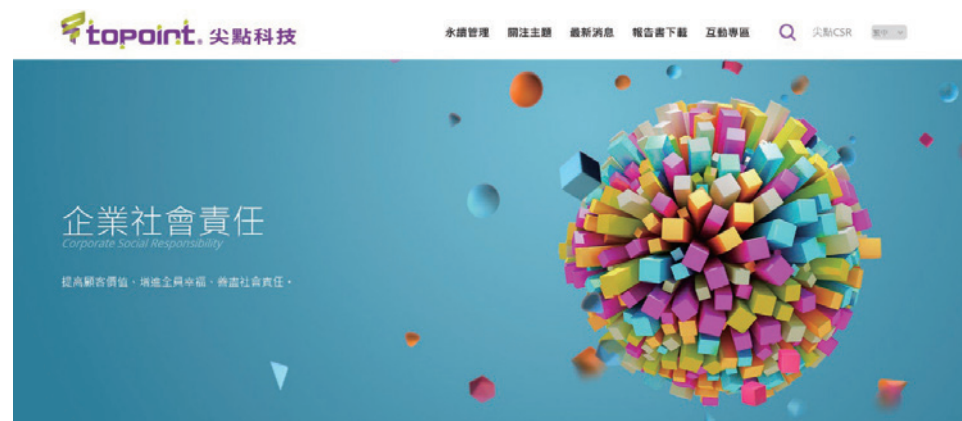 topoint. 尖點科技
永續管理 關注主題 最新消息 報告書下載 互動專區 尖點CSR 繁中
企業社會責任
Corporate Social Responsibility
提高顧客價值、增進全員幸福、善盡社會責任。